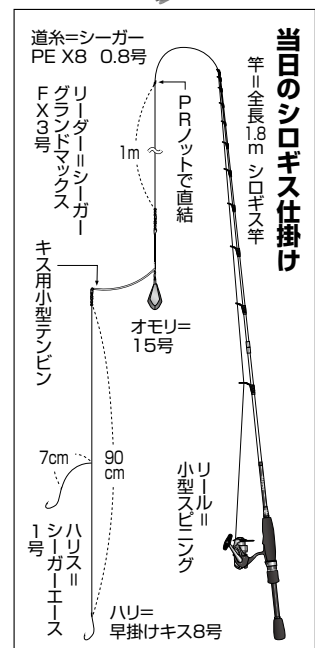 当日のシロギス仕掛け
竿=全長1.8m シロギス竿
道糸=シーガー
PE X8 0.8号
PRノットで直結
1m
リーダー=シーガー
グランドマックス
FX3号
キス用小型テンビン
オモリ=
15号
リール=
小型スピニング
7cm
90
cm
ハリス=
シーガーエース
1号
ハリ=
早掛けキス8号